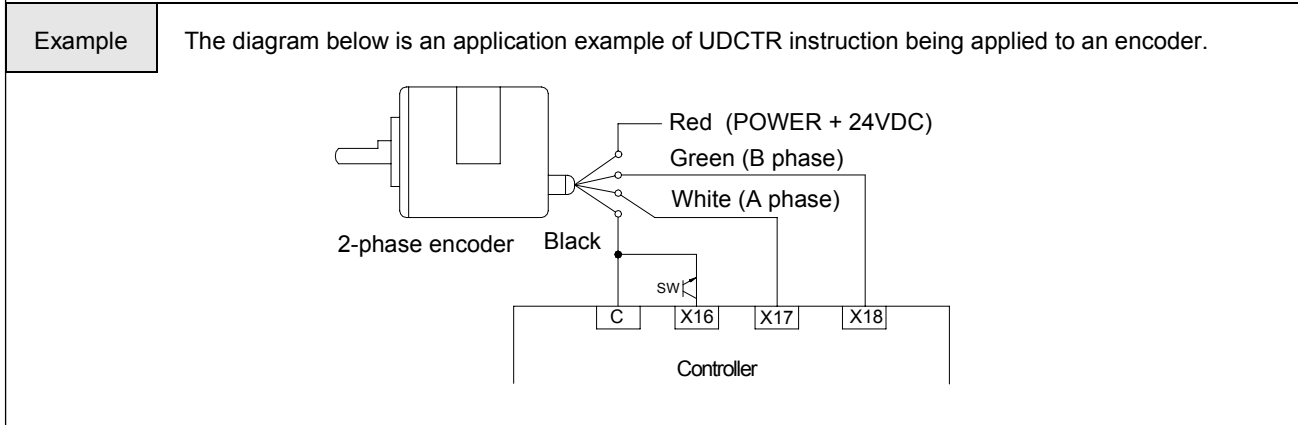 Example
The diagram below is an application example of UDCTR instruction being applied to an encoder.
Red (POWER + 24VDC)
Green (B phase)
White (A phase)
2-phase encoder
Black
SW
C
X16
X17
X18
Controller